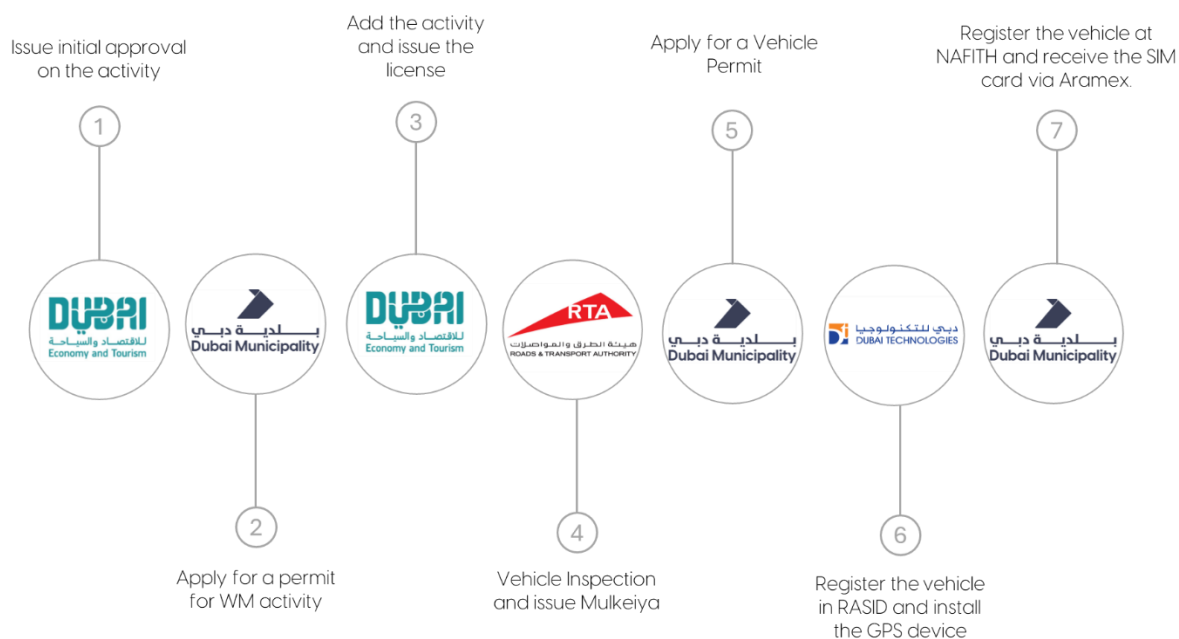 Issue initial approval
on the activity
1
DUBAI
للاقتصاد والسياحة
Economy and Tourism
بلدية دبي
Dubai Municipality
2
Apply for a permit
for WM activity
Add the activity
and issue the
license
3
DUBAI
للاقتصاد والسياحة
Economy and Tourism
RTA
هيئة الطرق والمواصلات
ROADS & TRANSPORT AUTHORITY
4
Vehicle Inspection
and issue Mulkeiya
Apply for a Vehicle
Permit
5
بلدية دبي
Dubai Municipality
دبي للتكنولوجيا
DUBAI TECHNOLOGIES
6
Register the vehicle
in RASID and install
the GPS device
Register the vehicle at
NAFITH and receive the SIM
card via Aramex.
7
بلدية دبي
Dubai Municipality